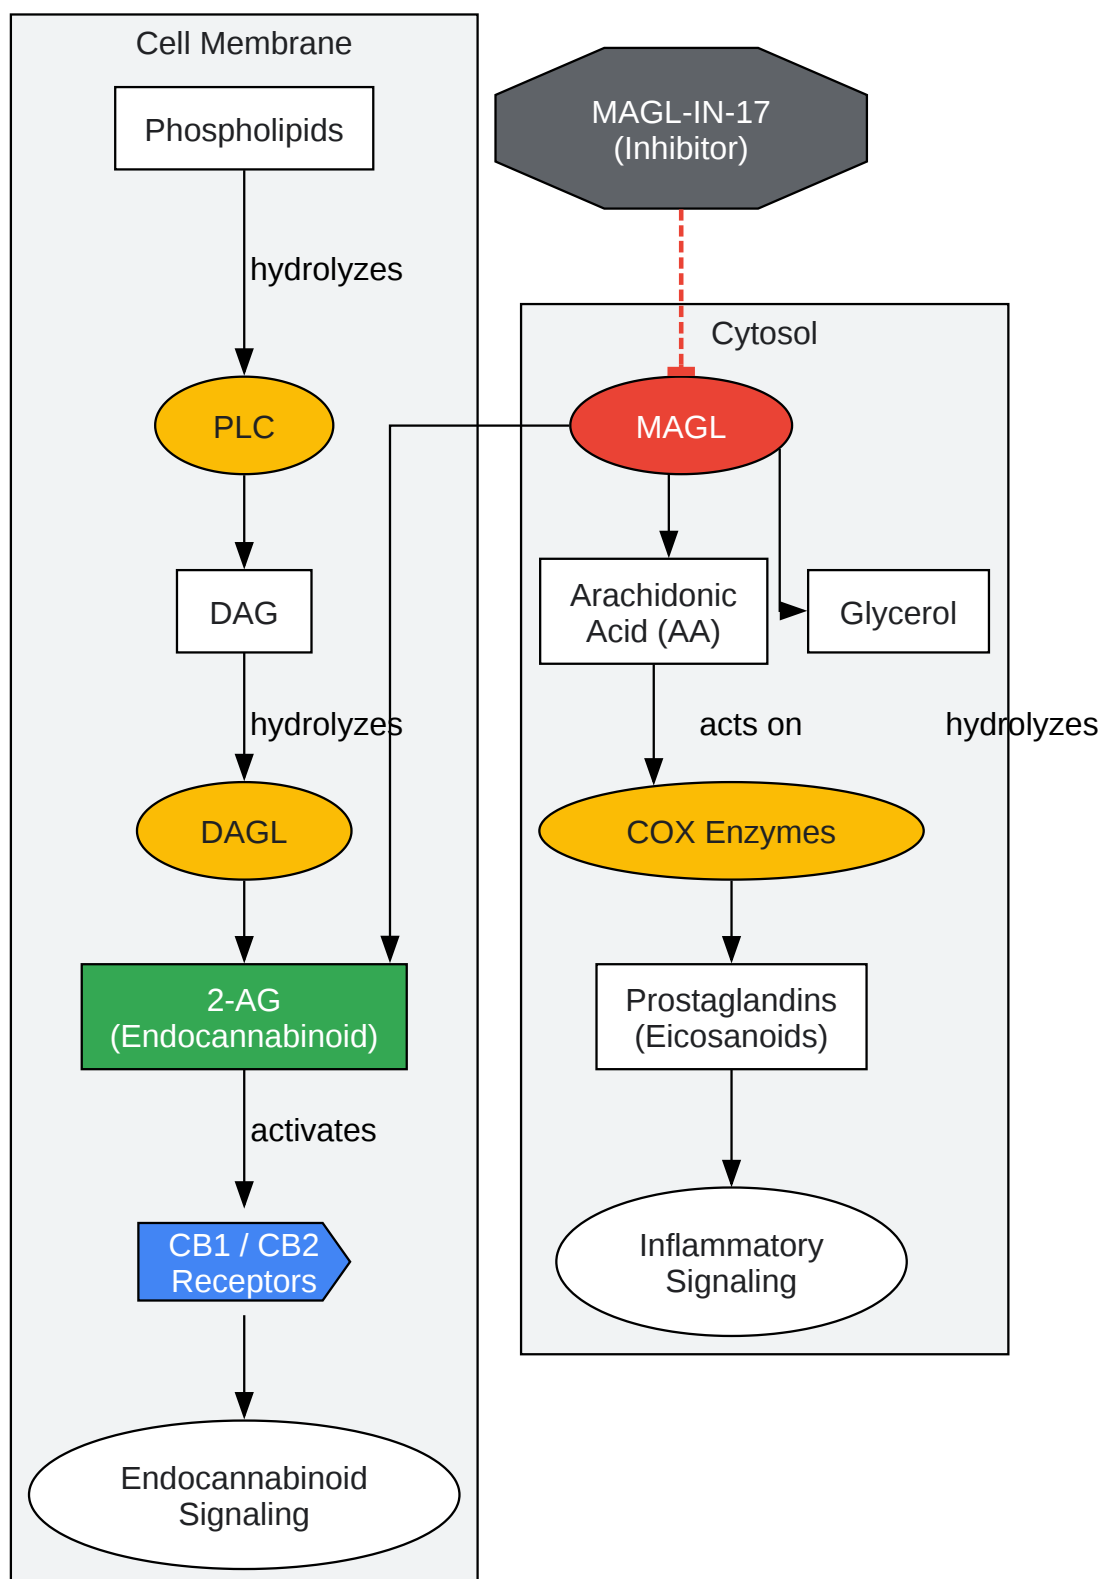 Cell Membrane
Phospholipids
MAGL-IN-17
(Inhibitor)
hydrolyzes
Cytosol
PLC
MAGL
DAG
Arachidonic
Acid (AA)
Glycerol
hydrolyzes
acts on
hydrolyzes
DAGL
COX Enzymes
2-AG
(Endocannabinoid)
Prostaglandins
(Eicosanoids)
activates
CB1 / CB2
Receptors
Inflammatory
Signaling
Endocannabinoid
Signaling